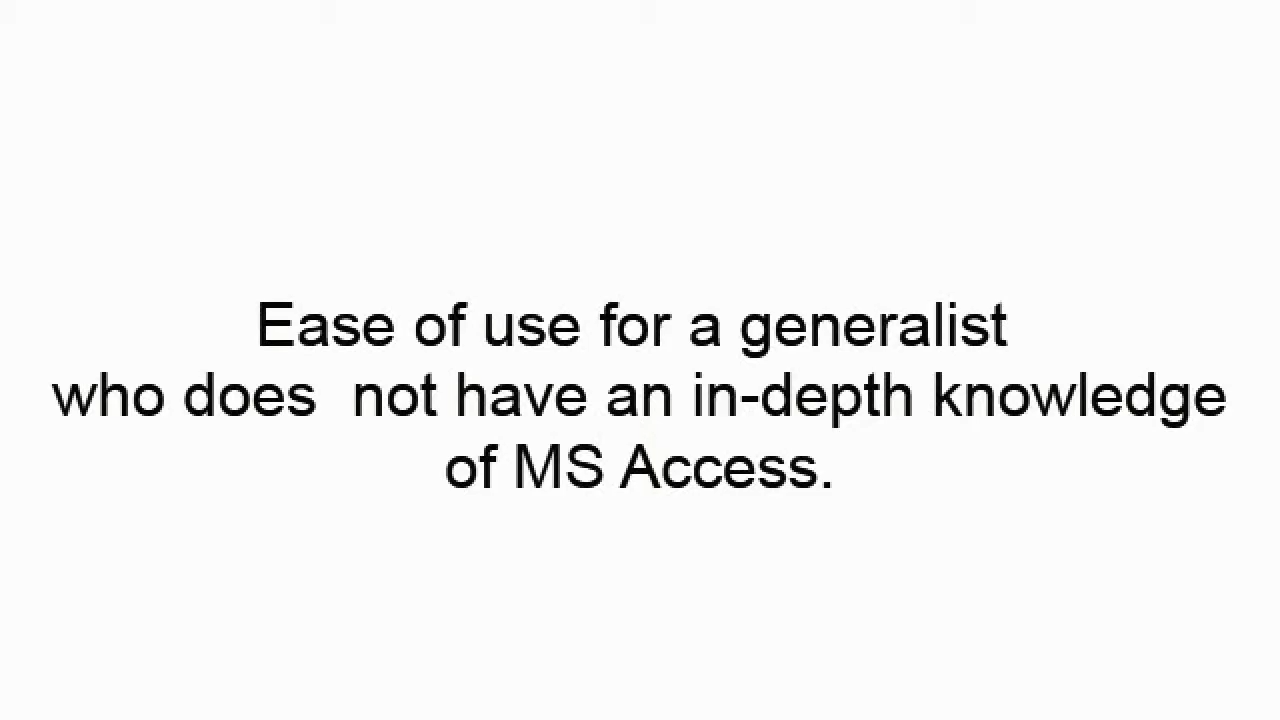 Ease of use for a generalist
who does  not have an in-depth knowledge
of MS Access.